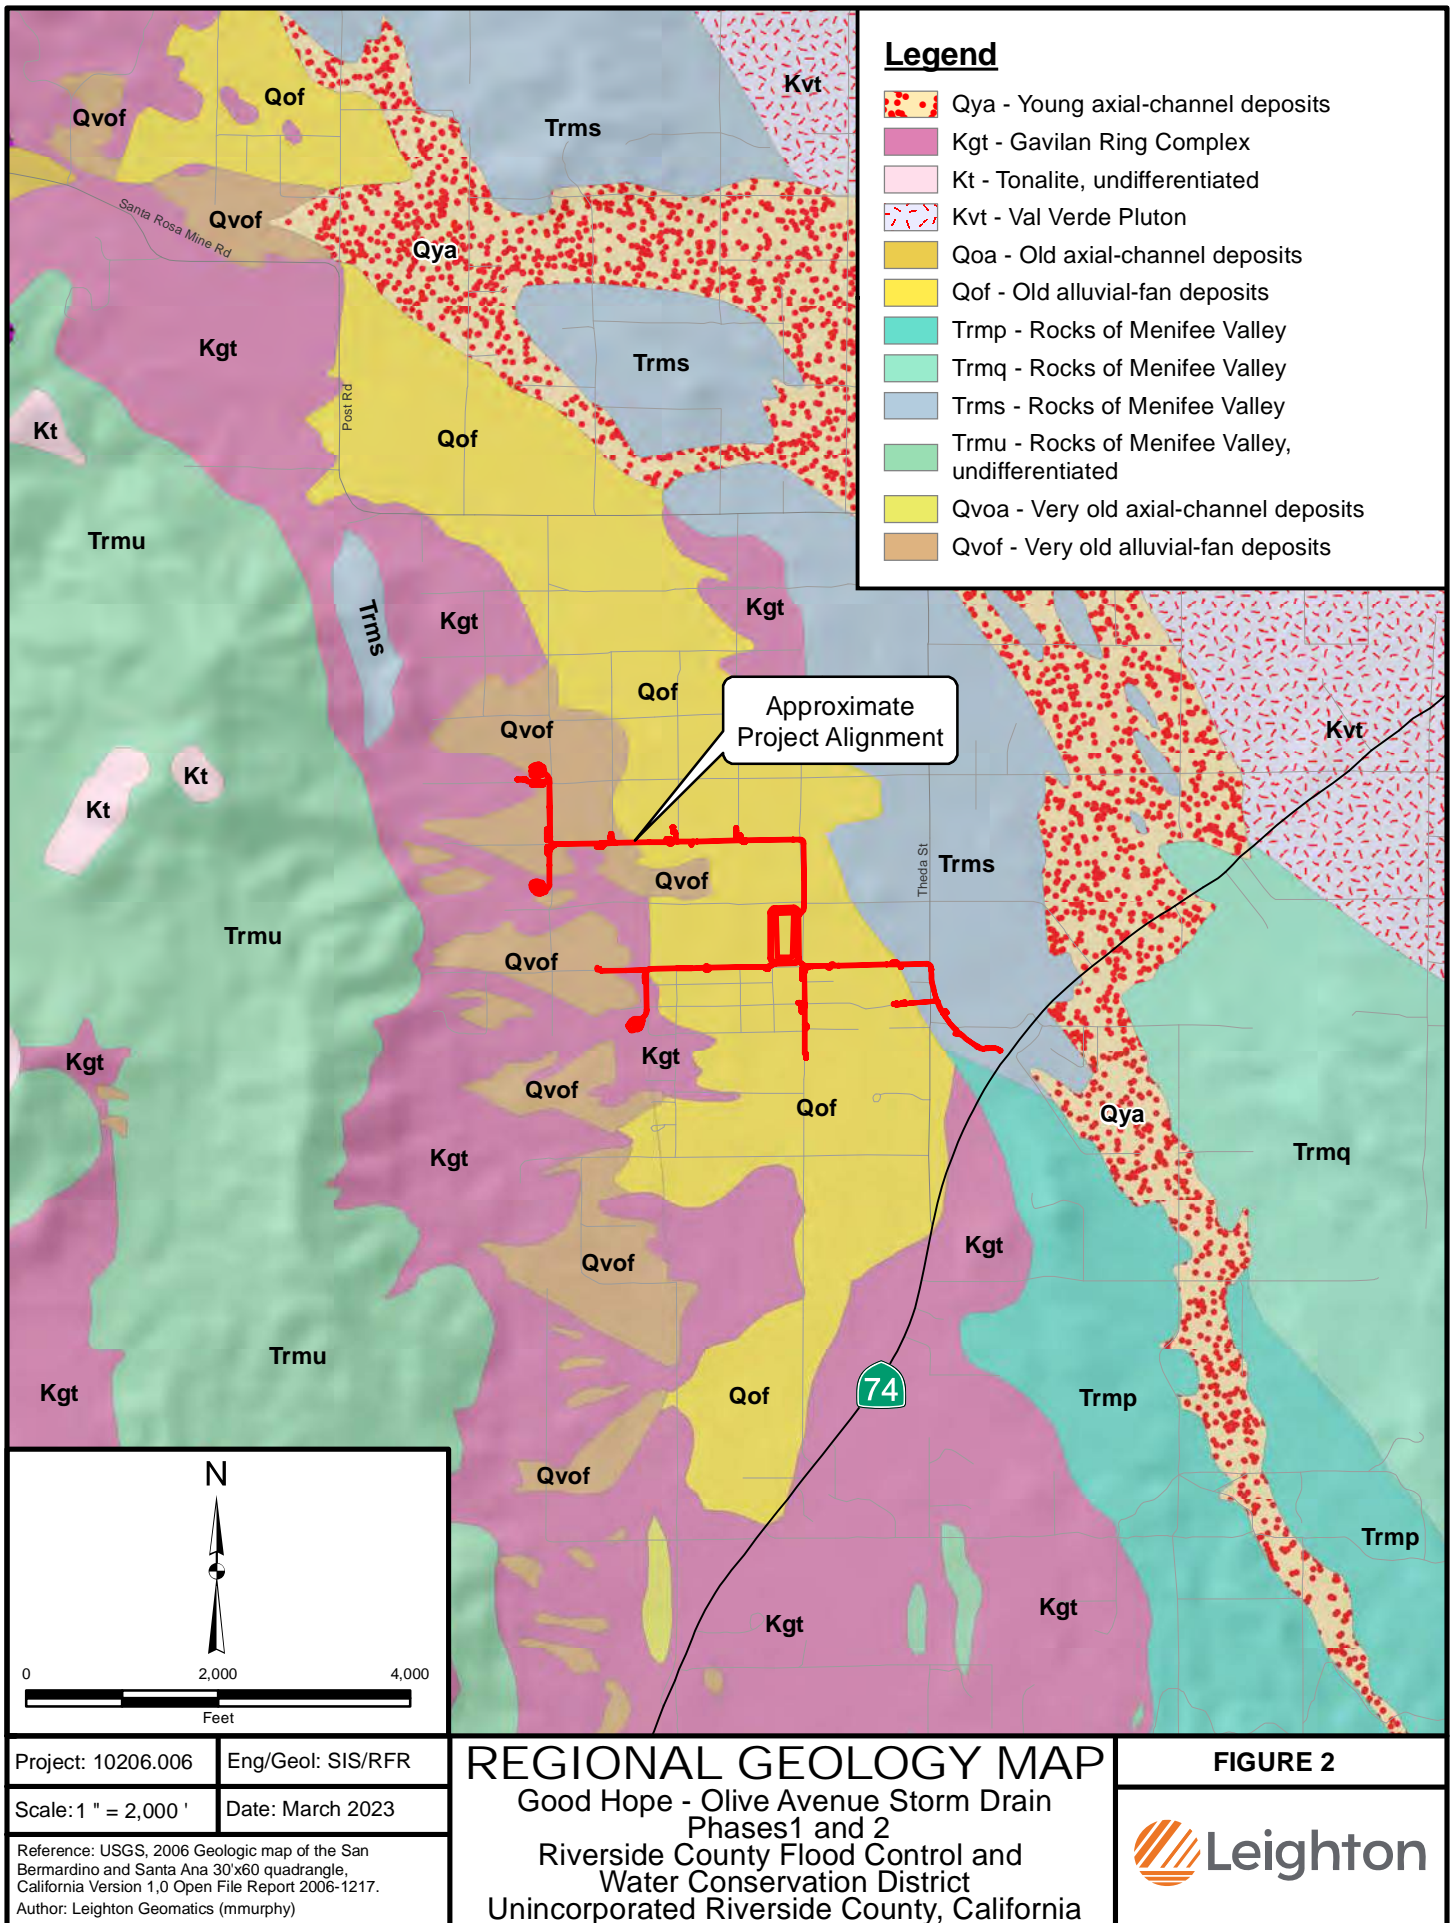 Legend
Qya - Young axial-channel deposits
Kgt - Gavilan Ring Complex
Kt - Tonalite, undifferentiated
Kvt - Val Verde Pluton
Qoa - Old axial-channel deposits
Qof - Old alluvial-fan deposits
Trmp - Rocks of Menifee Valley
Trmq - Rocks of Menifee Valley
Trms - Rocks of Menifee Valley
Trmu - Rocks of Menifee Valley,
undifferentiated
Qvoa - Very old axial-channel deposits
Qvof - Very old alluvial-fan deposits
Kvt
Qof
Qvof
Trms
Santa Rosa Mine Rd
Qvof
Qya
Kgt
Trms
Post Rd
Kt
Qof
Trmu
Trms
Kgt
Kgt
Qof
Approximate
Project Alignment
Qvof
Kvt
Kt
Kt
Theda St
Trms
Qvof
Trmu
Qvof
Kgt
Kgt
Qvof
Qof
Qya
Trmq
Kgt
Kgt
Qvof
Trmu
Kgt
74
Qof
Trmp
Qvof
Trmp
Kgt
Kgt
N
0
2,000
4,000
Feet
Project: 10206.006
Eng/Geol: SIS/RFR
Scale: 1 " = 2,000 '
Date: March 2023
Reference: USGS, 2006 Geologic map of the San
Bermardino and Santa Ana 30'x60 quadrangle,
California Version 1,0 Open File Report 2006-1217.
Author: Leighton Geomatics (mmurphy)
REGIONAL GEOLOGY MAP
Good Hope - Olive Avenue Storm Drain
Phases1 and 2
Riverside County Flood Control and
Water Conservation District
Unincorporated Riverside County, California
FIGURE 2
Leighton